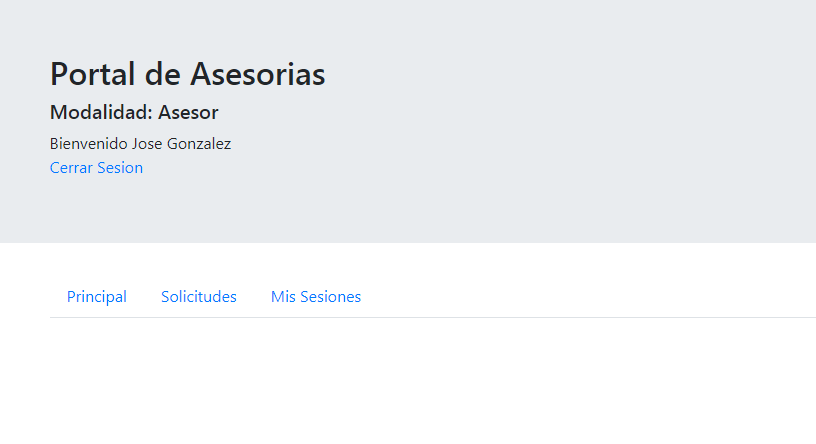 Portal de Asesorias
Modalidad: Asesor
Bienvenido Jose Gonzalez
Cerrar Sesion
Principal Solicitudes Mis Sesiones